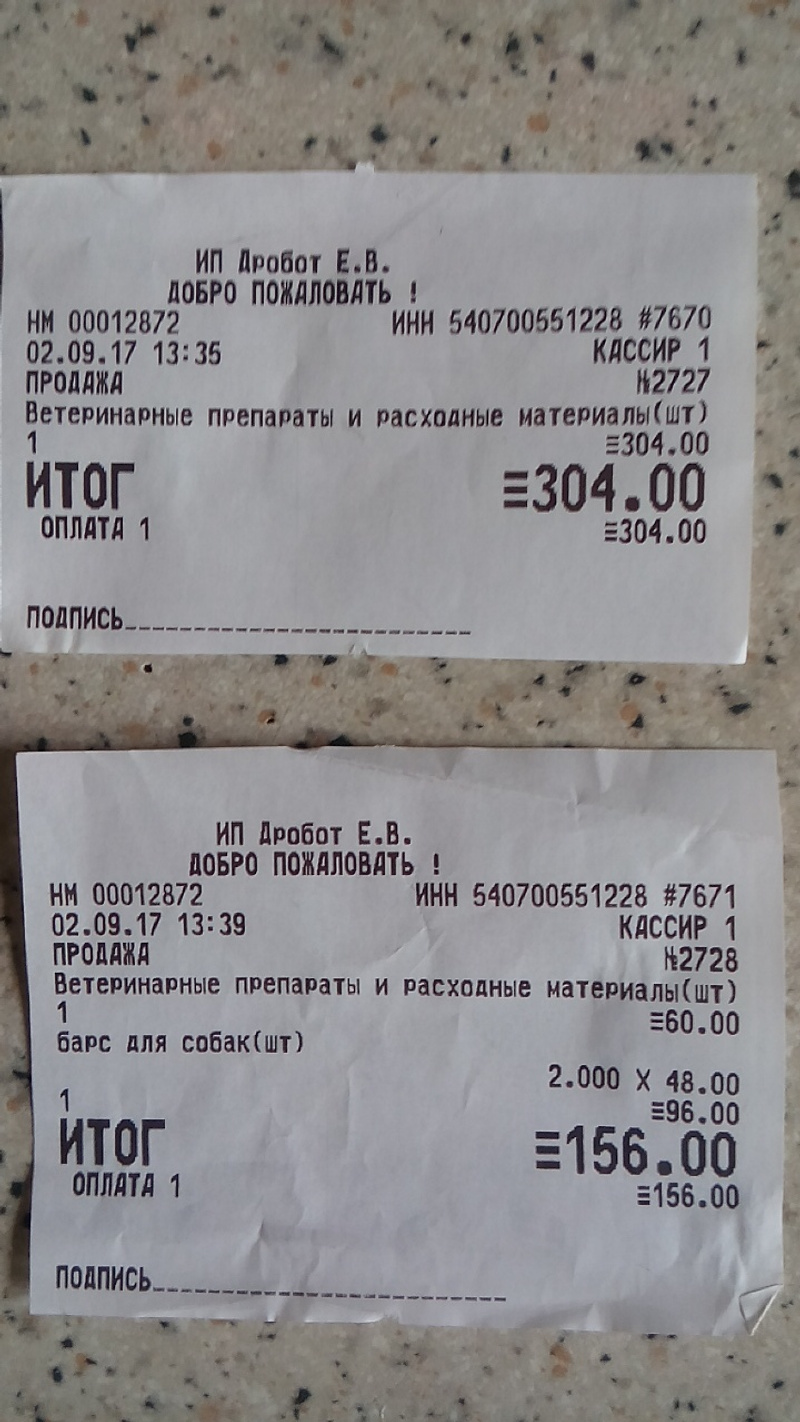 ИП Дробот Е.В.
ДОБРО ПОЖАЛОВАТЬ !
НМ 00012872 ИНН 540700551228 #7670
02.09.17 13:35 КАССИР 1
ПРОДАЖА №2727
Ветеринарные препараты и расходные материалы(шт)
1 ≡304.00
ИТОГ ≡304.00
ОПЛАТА 1 ≡304.00
ПОДПИСЬ_________________________
ИП Дробот Е.В.
ДОБРО ПОЖАЛОВАТЬ !
НМ 00012872 ИНН 540700551228 #7671
02.09.17 13:39 КАССИР 1
ПРОДАЖА №2728
Ветеринарные препараты и расходные материалы(шт)
1 ≡60.00
барс для собак(шт)
2.000 X 48.00
1 ≡96.00
ИТОГ ≡156.00
ОПЛАТА 1 ≡156.00
ПОДПИСЬ_________________________